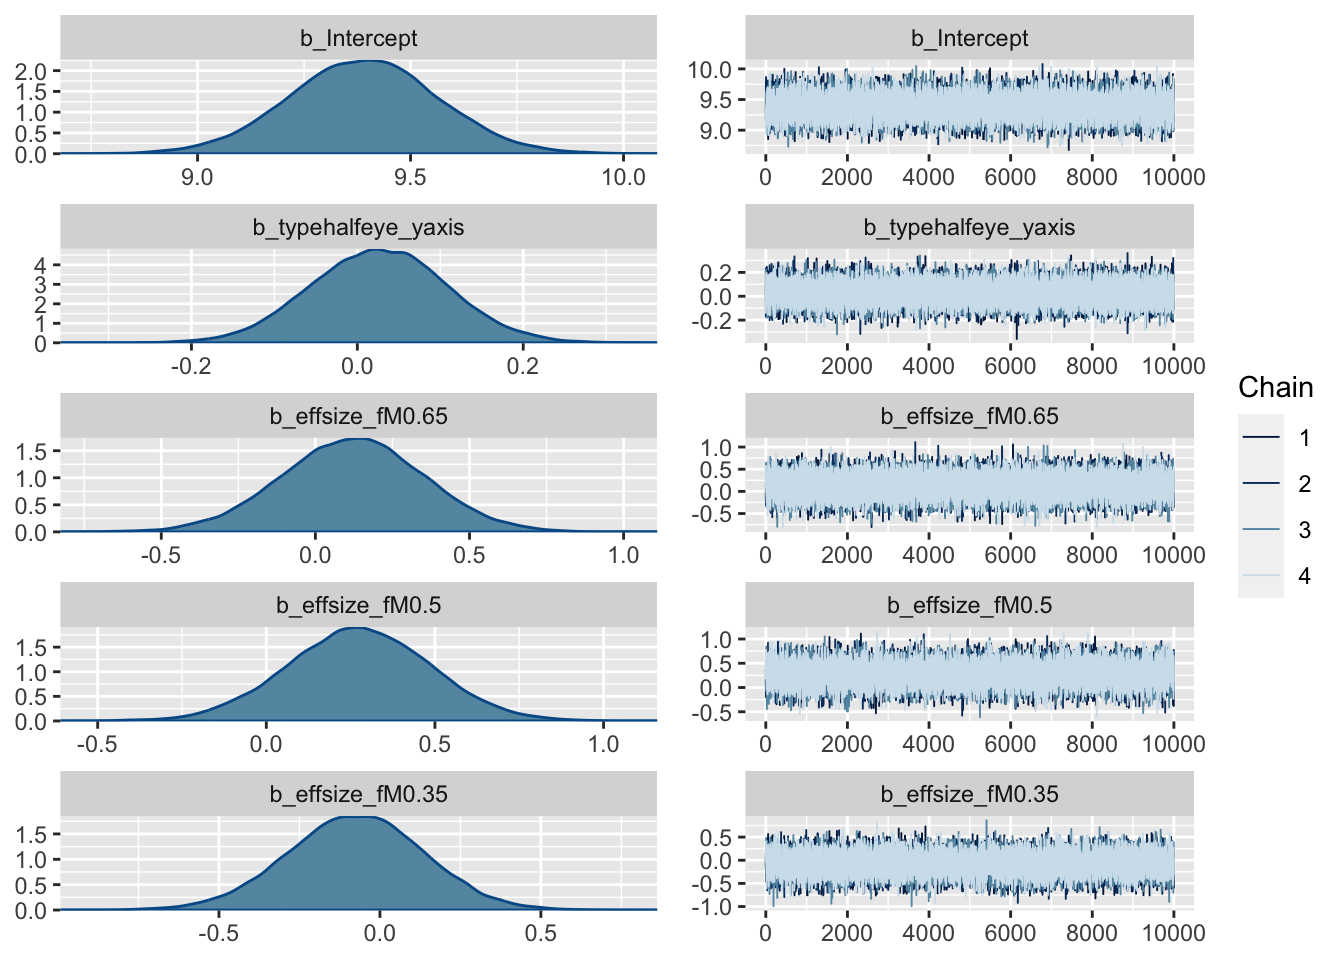 b_Intercept
2.0
1.5
1.0
0.5
0.0
9.0 9.5 10.0
b_Intercept
10.0
9.5
9.0
0 2000 4000 6000 8000 10000
b_typehalfeye_yaxis
4
3
2
1
0
-0.2 0.0 0.2
b_typehalfeye_yaxis
0.2
0.0
-0.2
0 2000 4000 6000 8000 10000
b_effsize_fM0.65
1.5
1.0
0.5
0.0
-0.5 0.0 0.5 1.0
b_effsize_fM0.65
1.0
0.5
0.0
-0.5
0 2000 4000 6000 8000 10000
b_effsize_fM0.5
1.5
1.0
0.5
0.0
-0.5 0.0 0.5 1.0
b_effsize_fM0.5
1.0
0.5
0.0
-0.5
0 2000 4000 6000 8000 10000
b_effsize_fM0.35
1.5
1.0
0.5
0.0
-0.5 0.0 0.5
b_effsize_fM0.35
0.5
0.0
-0.5
-1.0
0 2000 4000 6000 8000 10000
Chain
1
2
3
4